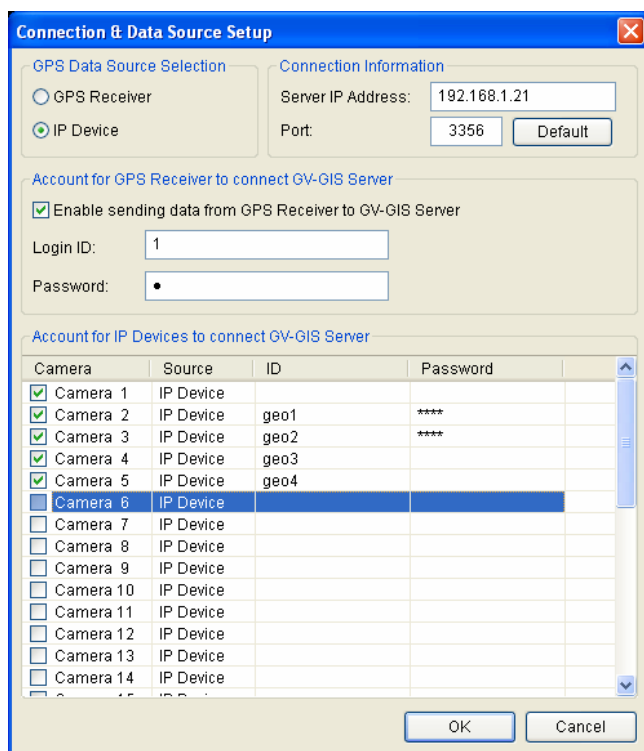 Connection & Data Source Setup
GPS Data Source Selection
GPS Receiver
IP Device
Connection Information
Server IP Address: 192.168.1.21
Port: 3356 Default
Account for GPS Receiver to connect GV-GIS Server
Enable sending data from GPS Receiver to GV-GIS Server
Login ID: 1
Password: •
Account for IP Devices to connect GV-GIS Server
Camera Source ID Password
Camera 1 IP Device
Camera 2 IP Device geo1 ****
Camera 3 IP Device geo2 ****
Camera 4 IP Device geo3
Camera 5 IP Device geo4
Camera 6 IP Device
Camera 7 IP Device
Camera 8 IP Device
Camera 9 IP Device
Camera 10 IP Device
Camera 11 IP Device
Camera 12 IP Device
Camera 13 IP Device
Camera 14 IP Device
OK Cancel